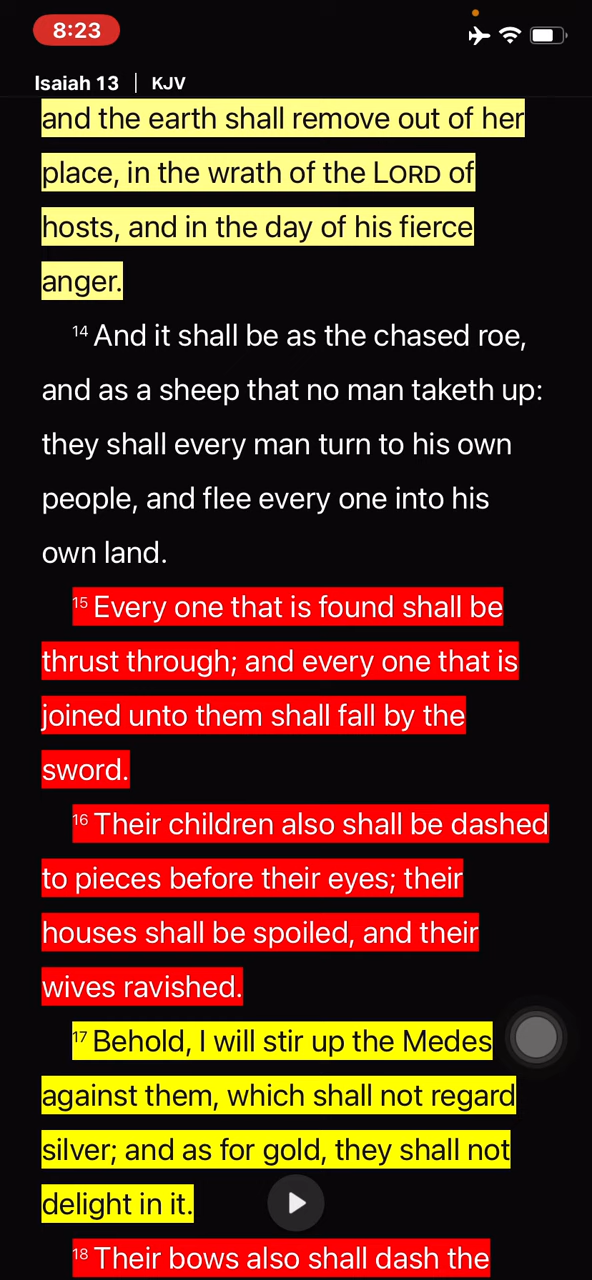 8:23
Isaiah 13 | KJV
and the earth shall remove out of her
place, in the wrath of the LORD of
hosts, and in the day of his fierce
anger.
14 And it shall be as the chased roe,
and as a sheep that no man taketh up:
they shall every man turn to his own
people, and flee every one into his
own land.
15 Every one that is found shall be
thrust through; and every one that is
joined unto them shall fall by the
sword.
16 Their children also shall be dashed
to pieces before their eyes; their
houses shall be spoiled, and their
wives ravished.
17 Behold, I will stir up the Medes
against them, which shall not regard
silver; and as for gold, they shall not
delight in it.
18 Their bows also shall dash the